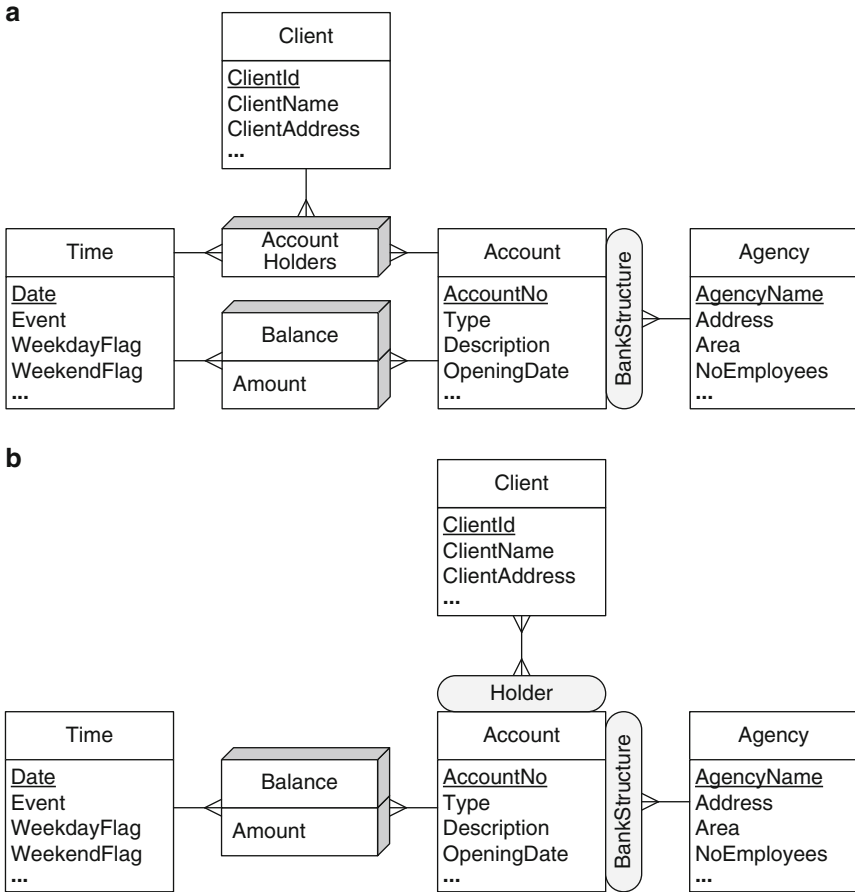 a
Client
ClientId
ClientName
ClientAddress
...
Time
Date
Event
WeekdayFlag
WeekendFlag
...
Account
Holders
Balance
Amount
Account
AccountNo
Type
Description
OpeningDate
...
BankStructure
Agency
AgencyName
Address
Area
NoEmployees
...
b
Client
ClientId
ClientName
ClientAddress
...
Holder
Time
Date
Event
WeekdayFlag
WeekendFlag
...
Balance
Amount
Account
AccountNo
Type
Description
OpeningDate
...
BankStructure
Agency
AgencyName
Address
Area
NoEmployees
...